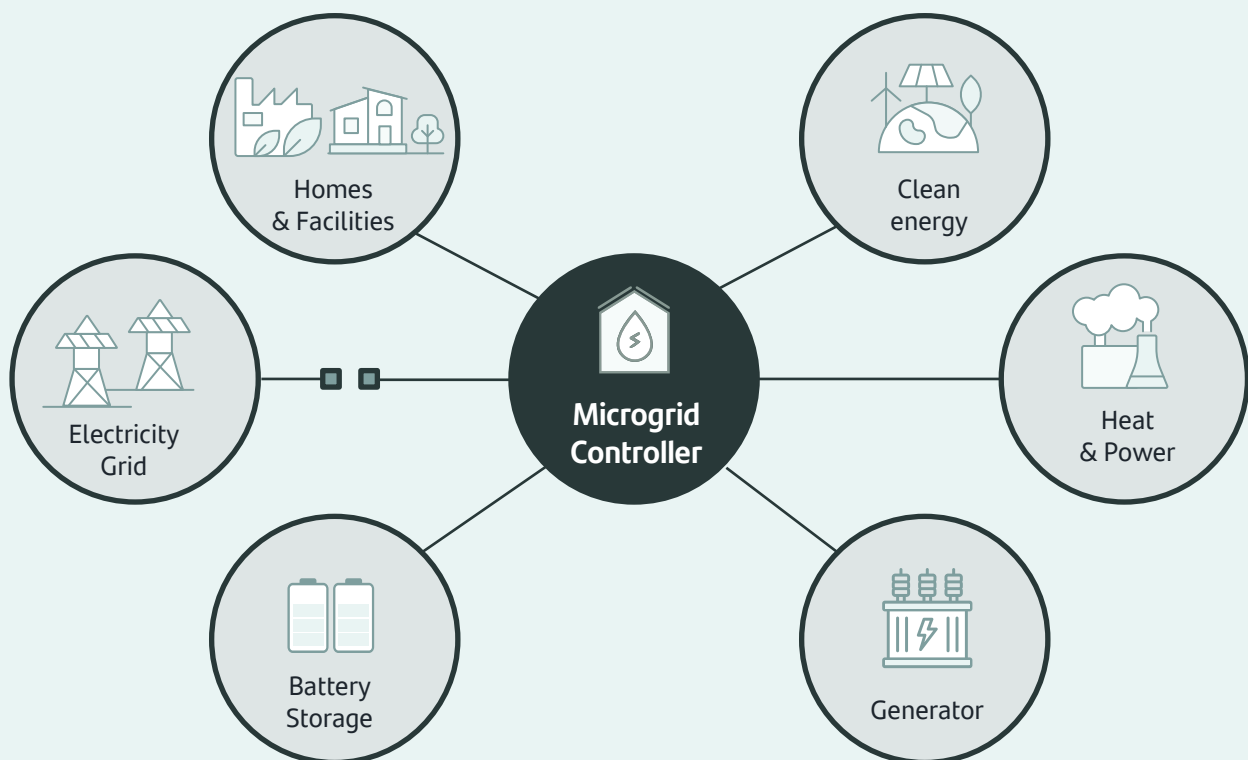 Homes
& Facilities
Clean
energy
Electricity
Grid
Microgrid
Controller
Heat
& Power
Battery
Storage
Generator